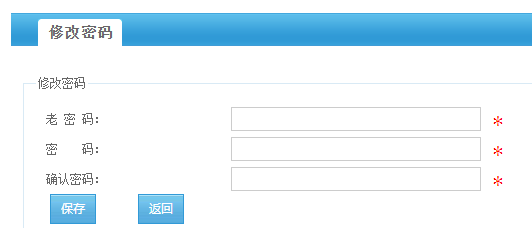 修改密码
修改密码
老 密 码： *
密 码： *
确认密码： *
保存 返回